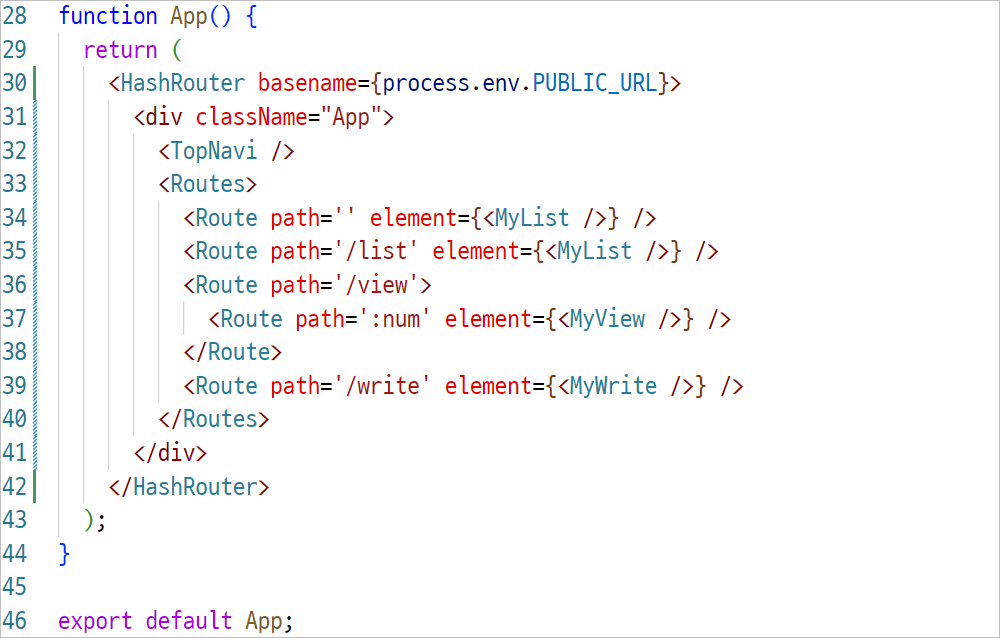 28 function App() {
29   return (
30     <HashRouter basename={process.env.PUBLIC_URL}>
31       <div className="App">
32         <TopNavi />
33         <Routes>
34           <Route path='' element={<MyList />} />
35           <Route path='/list' element={<MyList />} />
36           <Route path='/view'>
37             <Route path=':num' element={<MyView />} />
38           </Route>
39           <Route path='/write' element={<MyWrite />} />
40         </Routes>
41       </div>
42     </HashRouter>
43   );
44 }
45
46 export default App;